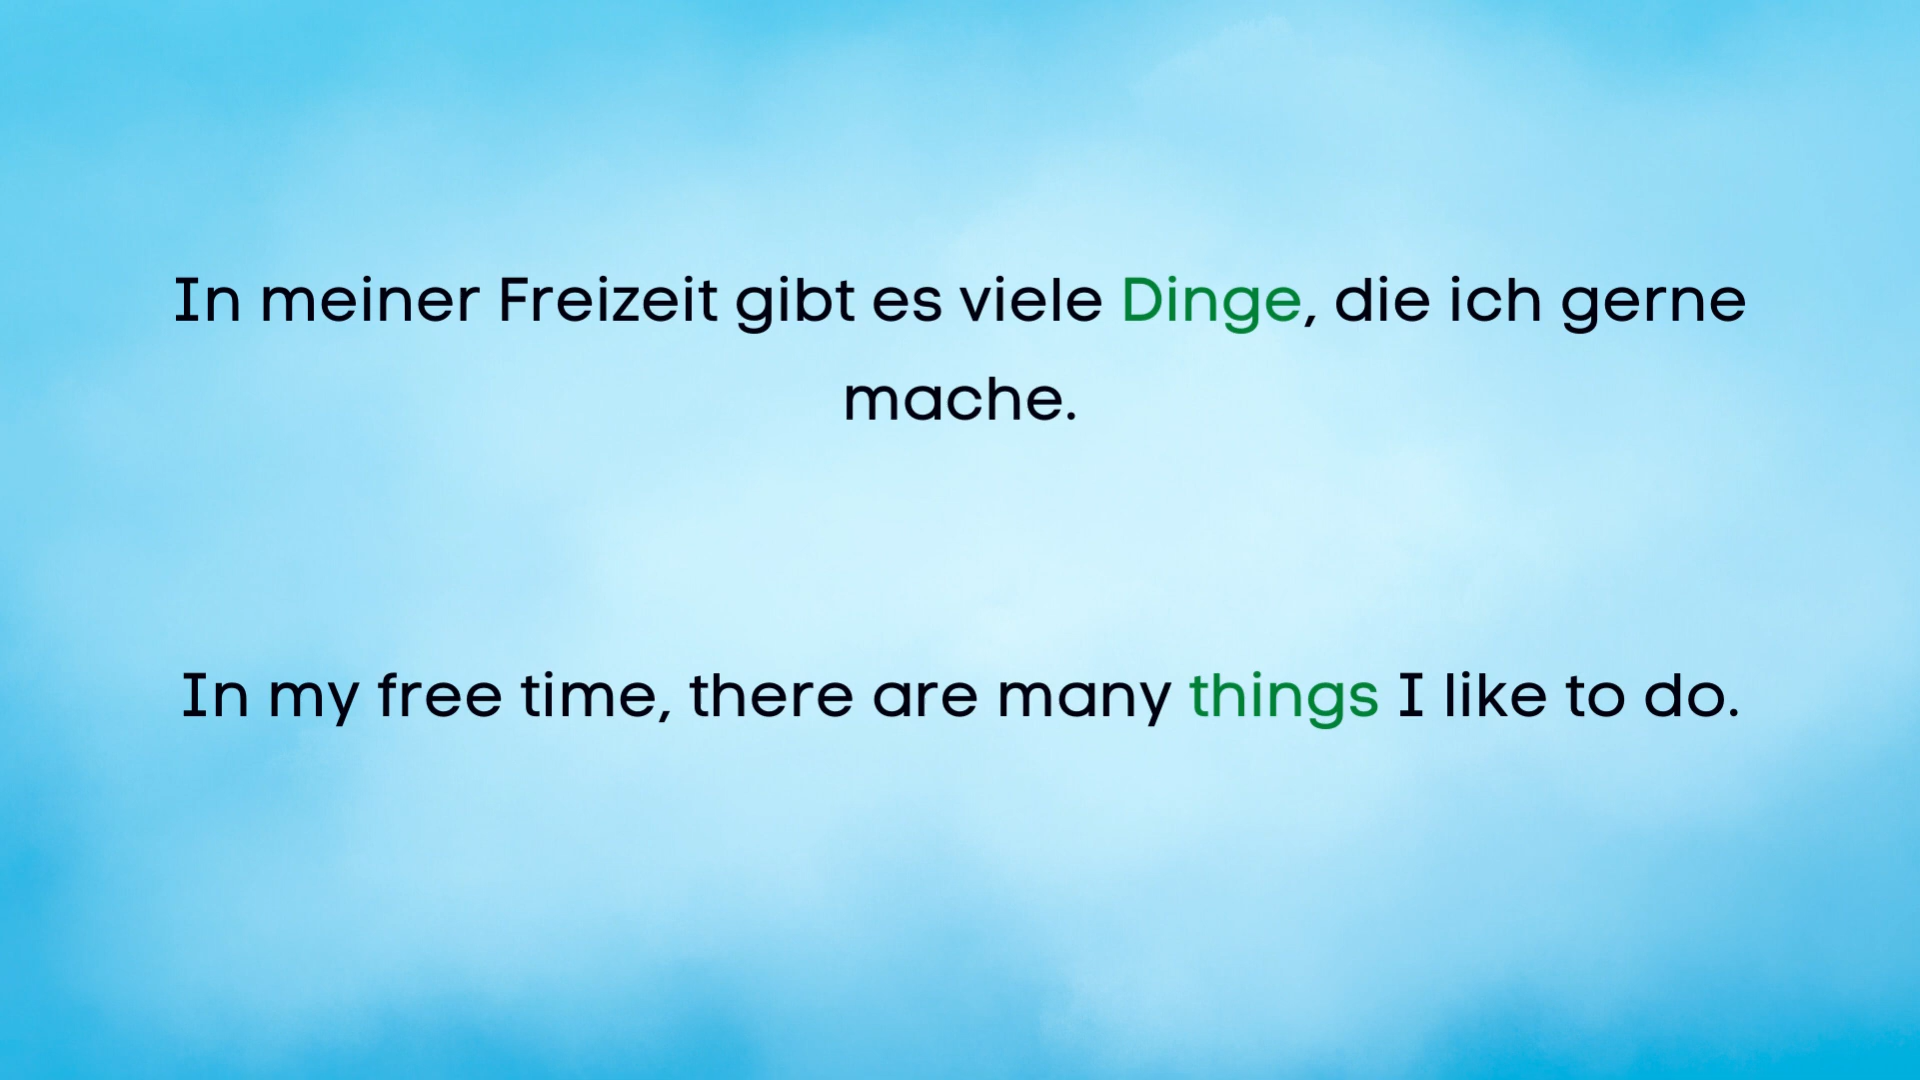 In meiner Freizeit gibt es viele Dinge, die ich gerne
mache.
In my free time, there are many things I like to do.